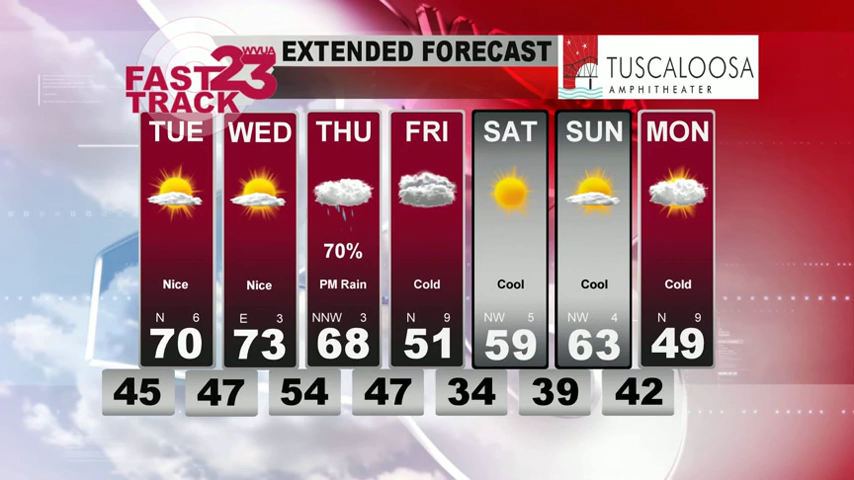 WVUA
23
FAST
TRACK
EXTENDED FORECAST
TUSCALOOSA
AMPHITHEATER
TUE WED THU FRI SAT SUN MON
70%
Nice Nice PM Rain Cold Cool Cool Cold
N 6 E 3 NNW 3 N 9 NW 5 NW 4 N 9
70 73 68 51 59 63 49
45 47 54 47 34 39 42